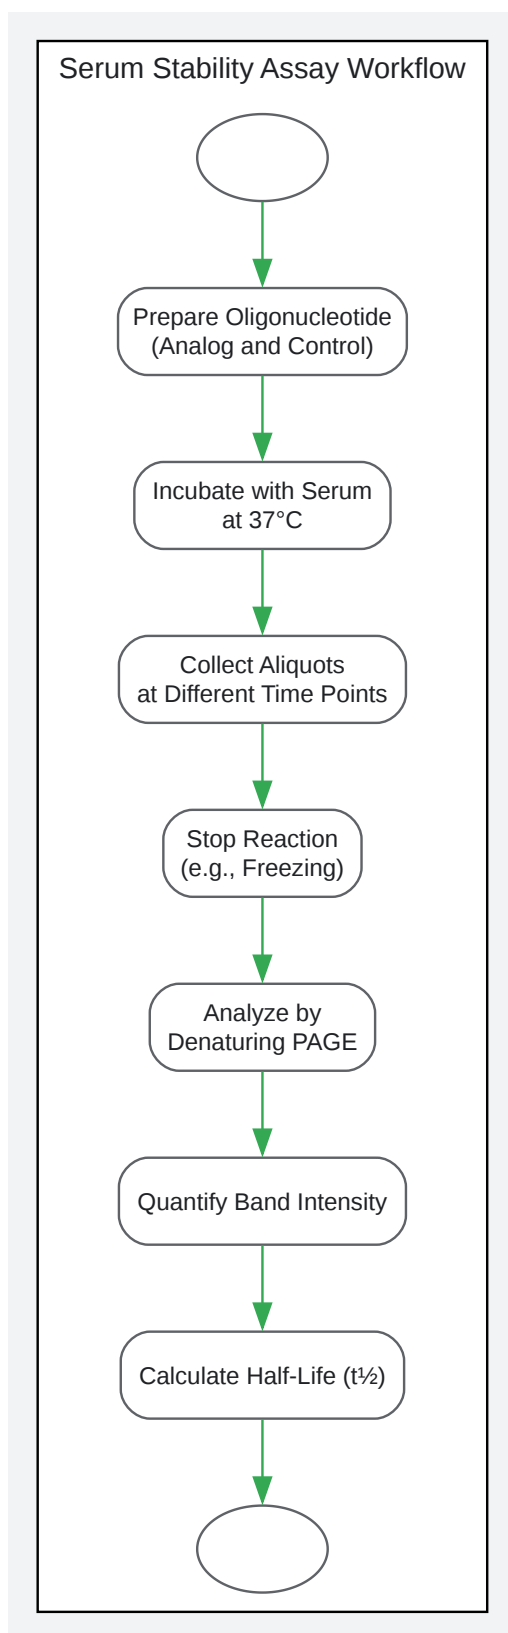 Serum Stability Assay Workflow
Prepare Oligonucleotide
(Analog and Control)
Incubate with Serum
at 37°C
Collect Aliquots
at Different Time Points
Stop Reaction
(e.g., Freezing)
Analyze by
Denaturing PAGE
Quantify Band Intensity
Calculate Half-Life (t½)